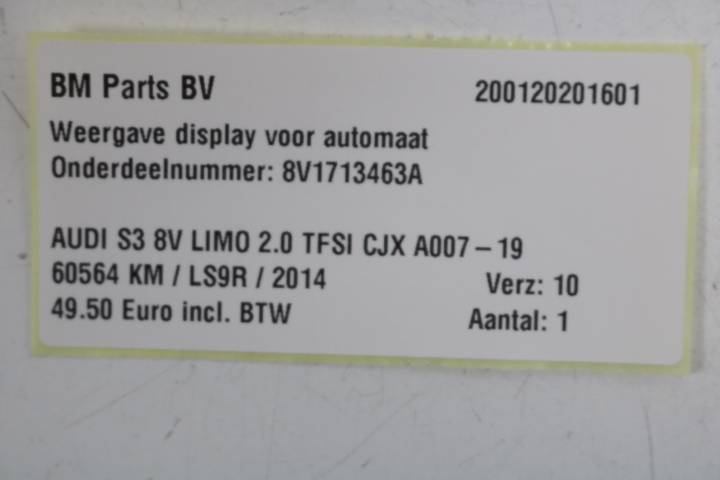 BM Parts BV 200120201601
Weergave display voor automaat
Onderdeelnummer: 8V1713463A
AUDI S3 8V LIMO 2.0 TFSI CJX A007-19
60564 KM / LS9R / 2014 Verz: 10
49.50 Euro incl. BTW Aantal: 1